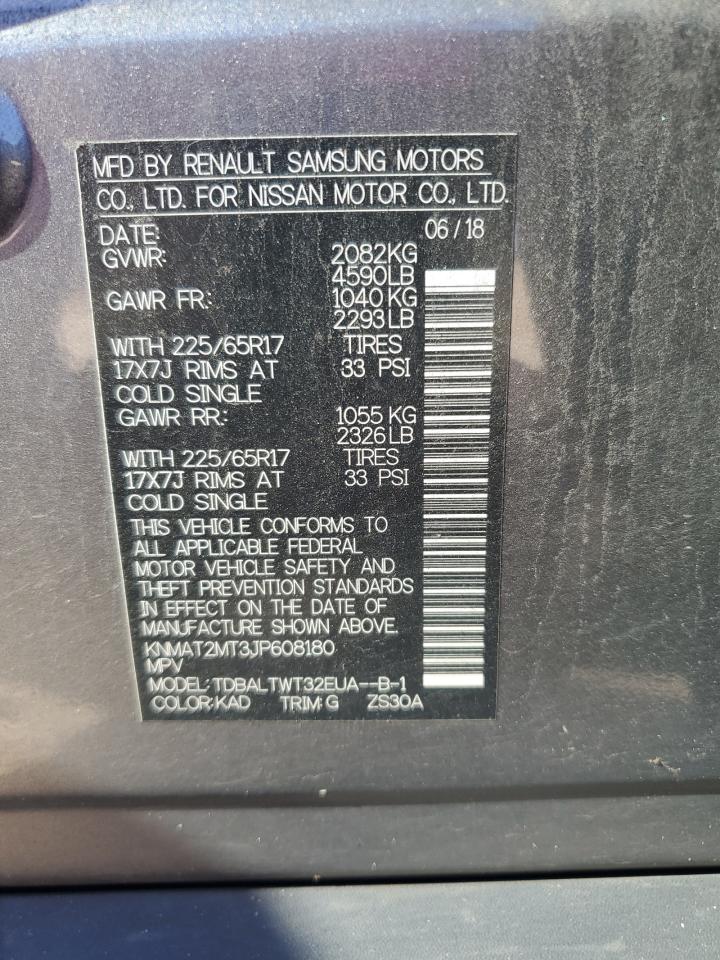 MFD BY RENAULT SAMSUNG MOTORS
CO., LTD. FOR NISSAN MOTOR CO., LTD.
DATE: 06/18
GVWR: 2082KG
4590LB
GAWR FR: 1040KG
2293LB
WITH 225/65R17 TIRES
17X7J RIMS AT 33 PSI
COLD SINGLE
GAWR RR: 1055KG
2326LB
WITH 225/65R17 TIRES
17X7J RIMS AT 33 PSI
COLD SINGLE
THIS VEHICLE CONFORMS TO
ALL APPLICABLE FEDERAL
MOTOR VEHICLE SAFETY AND
THEFT PREVENTION STANDARDS
IN EFFECT ON THE DATE OF
MANUFACTURE SHOWN ABOVE.
KNMAT2MT3JP608180
MPV
MODEL:TDBALTWT32EUA--B-1
COLOR:KAD TRIM:G ZS30A